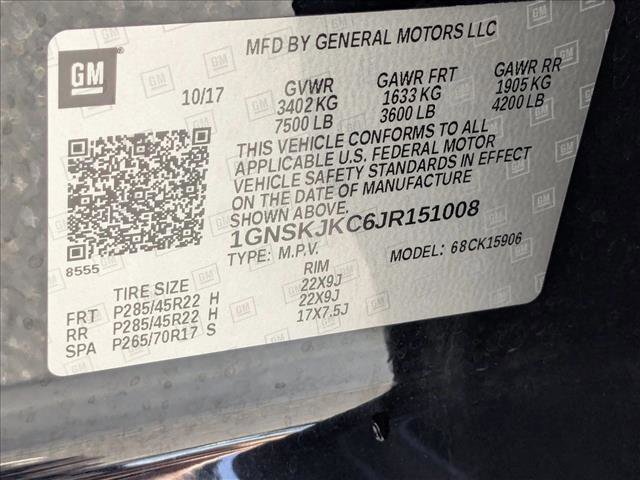 GM
MFD BY GENERAL MOTORS LLC
10/17 GVWR GAWR FRT GAWR RR
3402 KG 1633 KG 1905 KG
7500 LB 3600 LB 4200 LB
THIS VEHICLE CONFORMS TO ALL
APPLICABLE U.S. FEDERAL MOTOR
VEHICLE SAFETY STANDARDS IN EFFECT
ON THE DATE OF MANUFACTURE
SHOWN ABOVE.
1GNSKJKC6JR151008
8555 TYPE: M.P.V. MODEL: 68CK15906
TIRE SIZE RIM
FRT P285/45R22 H 22X9J
RR P285/45R22 H 22X9J
SPA P265/70R17 S 17X7.5J